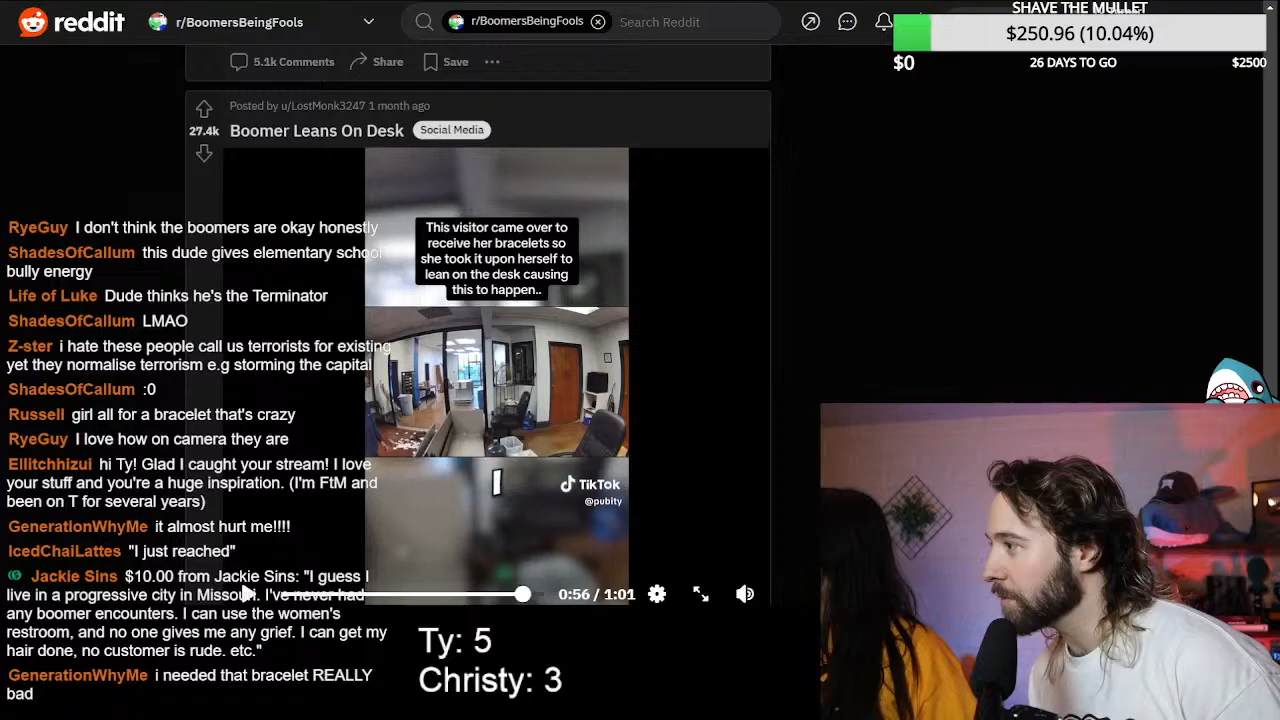 reddit
r/BoomersBeingFools
r/BoomersBeingFools
Search Reddit
SHAVE THE MULLET
$250.96 (10.04%)
$0
26 DAYS TO GO
$2500
5.1k Comments
Share
Save
Posted by u/LostMonk3247 1 month ago
27.4k
Boomer Leans On Desk
Social Media
This visitor came over to
receive her bracelets so
she took it upon herself to
lean on the desk causing
this to happen..
TikTok
@pubity
0:56 / 1:01
RyeGuy I don't think the boomers are okay honestly
ShadesOfCallum this dude gives elementary school
bully energy
Life of Luke Dude thinks he's the Terminator
ShadesOfCallum LMAO
Z-ster i hate these people call us terrorists for existing
yet they normalise terrorism e.g storming the capital
ShadesOfCallum :0
Russell girl all for a bracelet that's crazy
RyeGuy I love how on camera they are
Ellitchhizui hi Ty! Glad I caught your stream! I love
your stuff and you're a huge inspiration. (I'm FtM and
been on T for several years)
GenerationWhyMe it almost hurt me!!!!
IcedChaiLattes "I just reached"
Jackie Sins $10.00 from Jackie Sins: "I guess I
live in a progressive city in Missouri. I've never had
any boomer encounters. I can use the women's
restroom, and no one gives me any grief. I can get my
hair done, no customer is rude. etc."
GenerationWhyMe i needed that bracelet REALLY
bad
Ty: 5
Christy: 3